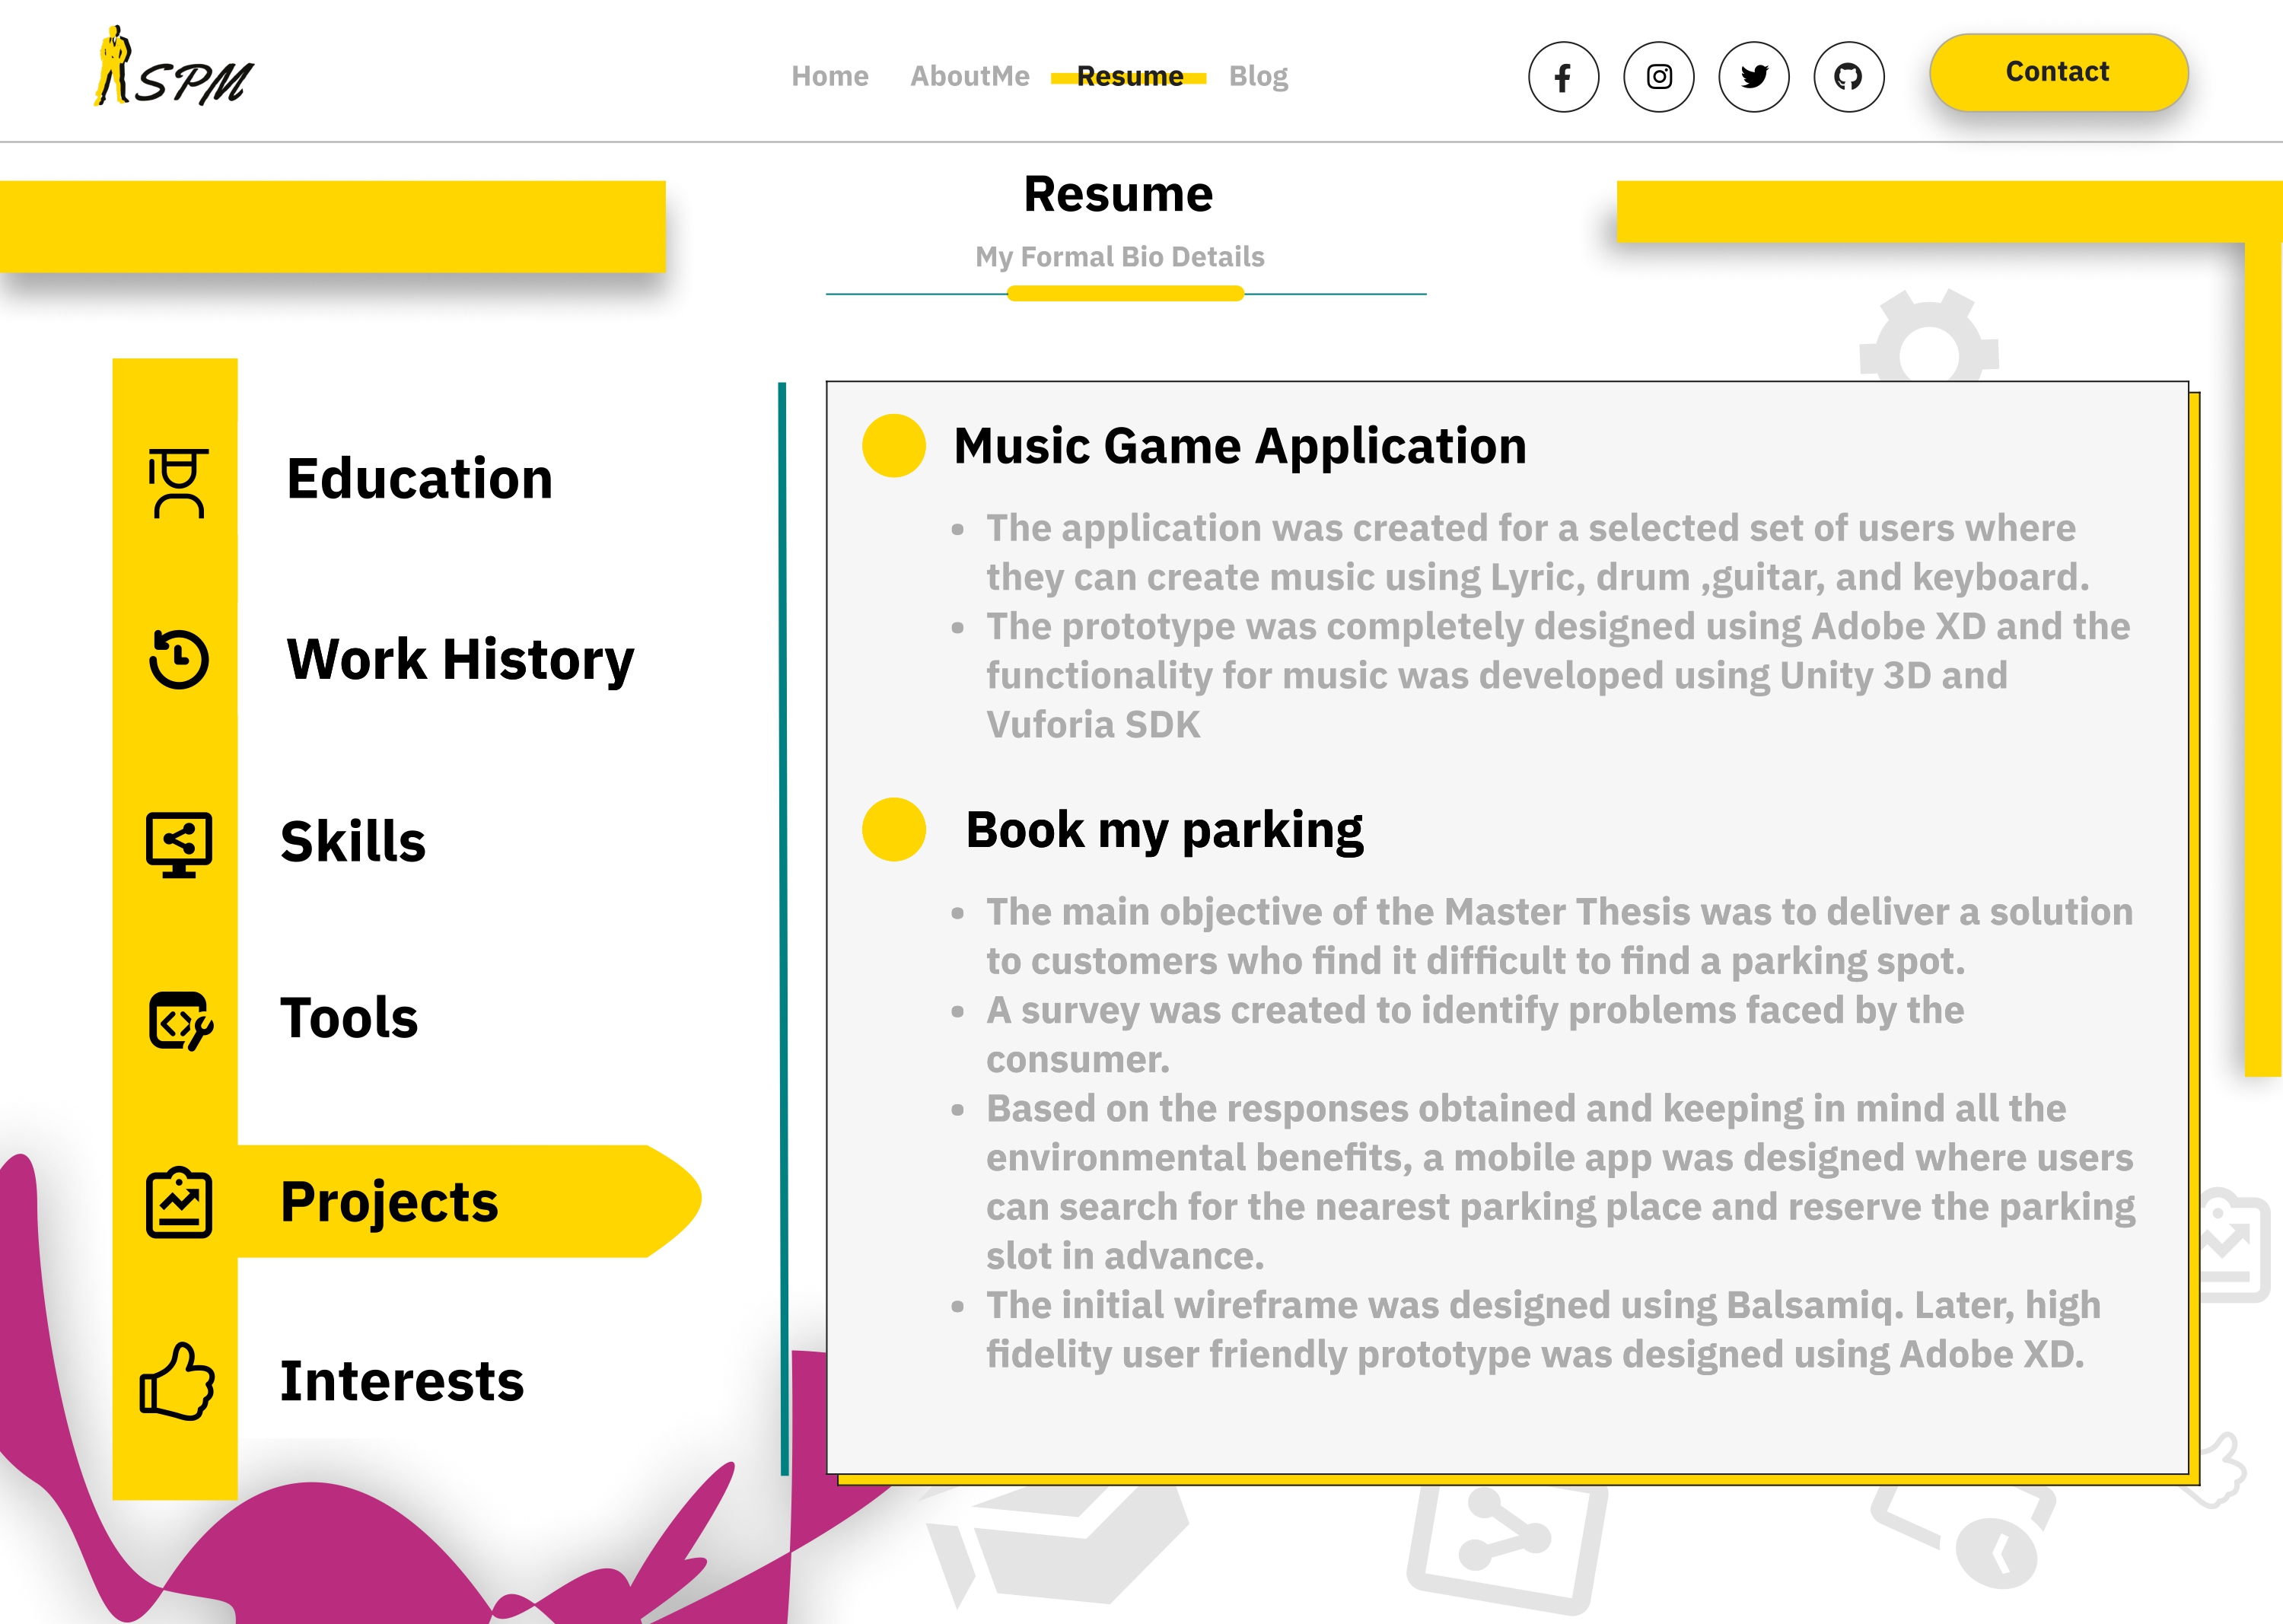 SPM
Home AboutMe Resume Blog
Contact
Resume
My Formal Bio Details
Education
Work History
Skills
Tools
Projects
Interests
Music Game Application
• The application was created for a selected set of users where
they can create music using Lyric, drum ,guitar, and keyboard.
• The prototype was completely designed using Adobe XD and the
functionality for music was developed using Unity 3D and
Vuforia SDK
Book my parking
• The main objective of the Master Thesis was to deliver a solution
to customers who find it difficult to find a parking spot.
• A survey was created to identify problems faced by the
consumer.
• Based on the responses obtained and keeping in mind all the
environmental benefits, a mobile app was designed where users
can search for the nearest parking place and reserve the parking
slot in advance.
• The initial wireframe was designed using Balsamiq. Later, high
fidelity user friendly prototype was designed using Adobe XD.